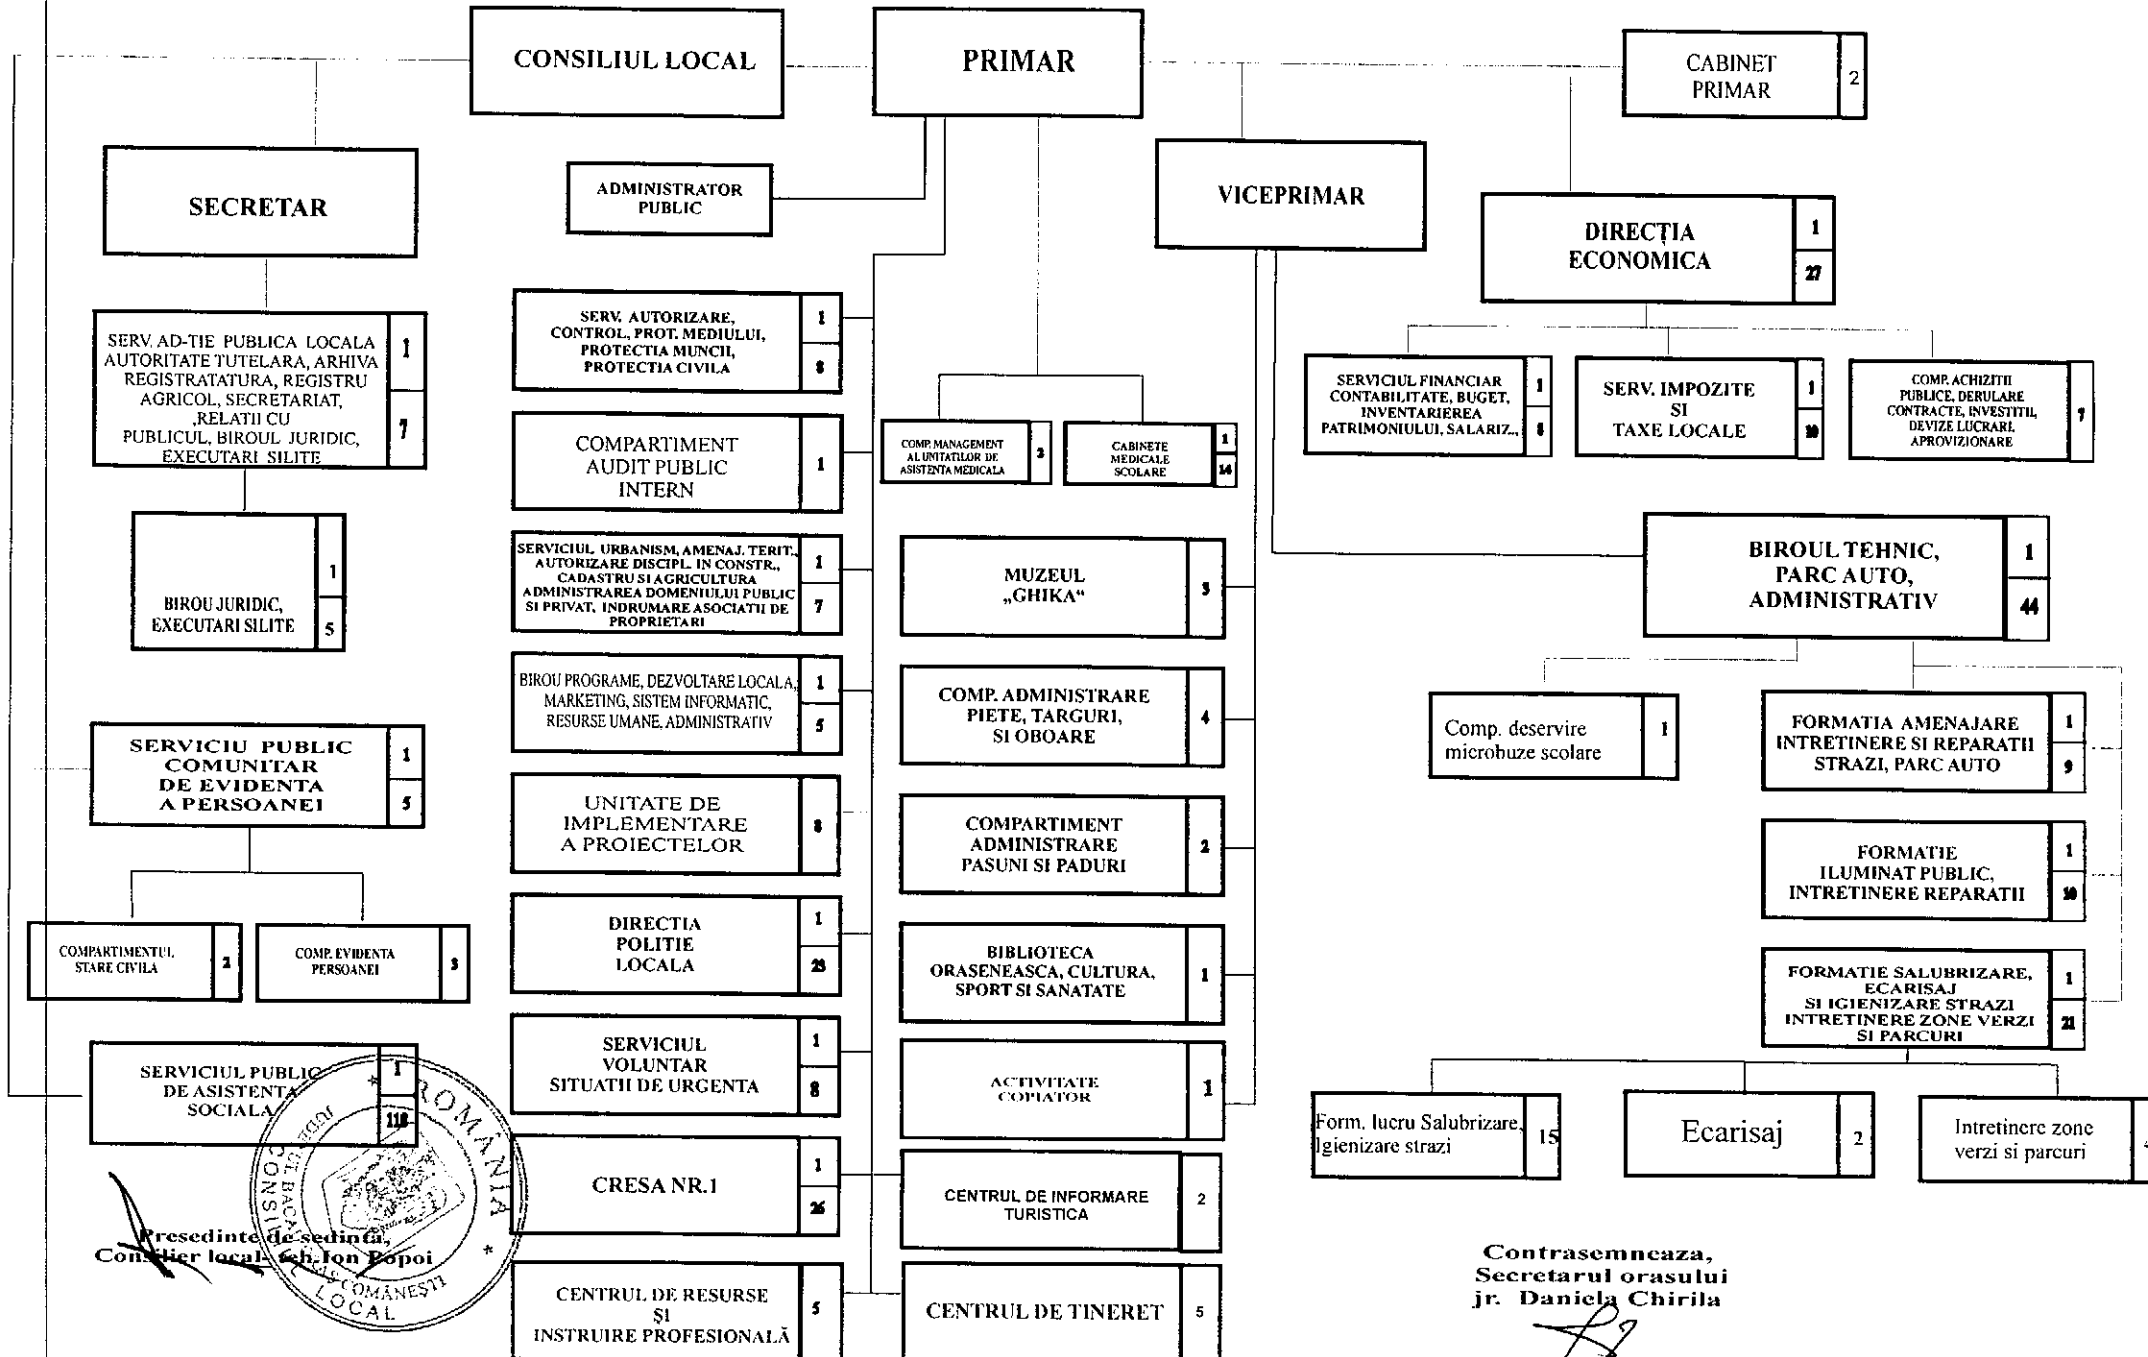 CONSILIUL LOCAL
PRIMAR
CABINET
PRIMAR
2
SECRETAR
ADMINISTRATOR
PUBLIC
VICEPRIMAR
DIRECȚIA
ECONOMICA
1
27
SERV. AD-TIE PUBLICA LOCALA
AUTORITATE TUTELARA, ARHIVA
REGISTRATATURA, REGISTRU
AGRICOL, SECRETARIAT,
,RELATII CU
PUBLICUL, BIROUL JURIDIC,
EXECUTARI SILITE
1
7
BIROU JURIDIC,
EXECUTARI SILITE
1
5
SERVICIU PUBLIC
COMUNITAR
DE EVIDENTA
A PERSOANEI
1
5
COMPARTIMENTUL
STARE CIVILA
2
COMP. EVIDENTA
PERSOANEI
3
SERVICIUL PUBLIC
DE ASISTENTA
SOCIALA
1
118
SERV. AUTORIZARE,
CONTROL, PROT. MEDIULUI,
PROTECTIA MUNCII,
PROTECTIA CIVILA
1
8
COMPARTIMENT
AUDIT PUBLIC
INTERN
1
SERVICIUL URBANISM, AMENAJ. TERIT.,
AUTORIZARE DISCIPL. IN CONSTR.,
CADASTRU SI AGRICULTURA
ADMINISTRAREA DOMENIULUI PUBLIC
SI PRIVAT, INDRUMARE ASOCIATII DE
PROPRIETARI
1
7
BIROU PROGRAME, DEZVOLTARE LOCALA,
MARKETING, SISTEM INFORMATIC,
RESURSE UMANE, ADMINISTRATIV
1
5
UNITATE DE
IMPLEMENTARE
A PROIECTELOR
8
DIRECTIA
POLITIE
LOCALA
1
23
SERVICIUL
VOLUNTAR
SITUATII DE URGENTA
1
8
CRESA NR.1
1
26
CENTRUL DE RESURSE
ȘI
INSTRUIRE PROFESIONALĂ
5
COMP. MANAGEMENT
AL UNITATILOR DE
ASISTENTA MEDICALA
CABINETE
MEDICALE
SCOLARE
1
14
MUZEUL
„GHIKA“
COMP. ADMINISTRARE
PIETE, TARGURI,
SI OBOARE
4
COMPARTIMENT
ADMINISTRARE
PASUNI SI PADURI
2
BIBLIOTECA
ORASENEASCA, CULTURA,
SPORT SI SANATATE
1
ACTIVITATE
COPIATOR
1
CENTRUL DE INFORMARE
TURISTICA
2
CENTRUL DE TINERET
5
SERVICIUL FINANCIAR
CONTABILITATE, BUGET,
INVENTARIEREA
PATRIMONIULUI, SALARIZ.,
1
8
SERV. IMPOZITE
SI
TAXE LOCALE
1
10
COMP. ACHIZITII
PUBLICE, DERULARE
CONTRACTE, INVESTITII,
DEVIZE LUCRARI,
APROVIZIONARE
7
BIROUL TEHNIC,
PARC AUTO,
ADMINISTRATIV
1
44
Comp. deservire
microbuze scolare
1
FORMATIA AMENAJARE
INTRETINERE SI REPARATII
STRAZI, PARC AUTO
1
9
FORMATIE
ILUMINAT PUBLIC,
INTRETINERE REPARATII
1
10
FORMATIE SALUBRIZARE,
ECARISAJ
SI IGIENIZARE STRAZI
INTRETINERE ZONE VERZI
SI PARCURI
1
21
Form. lucru Salubrizare,
Igienizare strazi
15
Ecarisaj
2
Intretinere zone
verzi si parcuri
Presedinte de sedinta,
Consilier local- teh. Ion Popoi
ROMÂNIA
JUDEȚUL BACĂU
COMĂNEȘTI
CONSILIUL LOCAL
Contrasemneaza,
Secretarul orasului
jr. Daniela Chirila